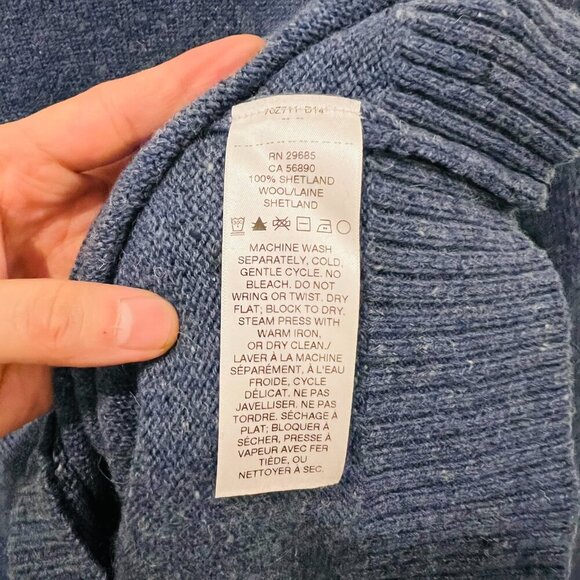 RN 29685
CA 56890
100% SHETLAND
WOOL/LAINE
SHETLAND
MACHINE WASH
SEPARATELY, COLD,
GENTLE CYCLE. NO
BLEACH. DO NOT
WRING OR TWIST. DRY
FLAT; BLOCK TO DRY.
STEAM PRESS WITH
WARM IRON,
OR DRY CLEAN./
LAVER À LA MACHINE
SÉPARÉMENT, À L'EAU
FROIDE, CYCLE
DÉLICAT. NE PAS
JAVELLISER. NE PAS
TORDRE. SÉCHAGE À
PLAT; BLOQUER À
SÉCHER, PRESSE À
VAPEUR AVEC FER
TIÈDE, OU
NETTOYER À SEC.